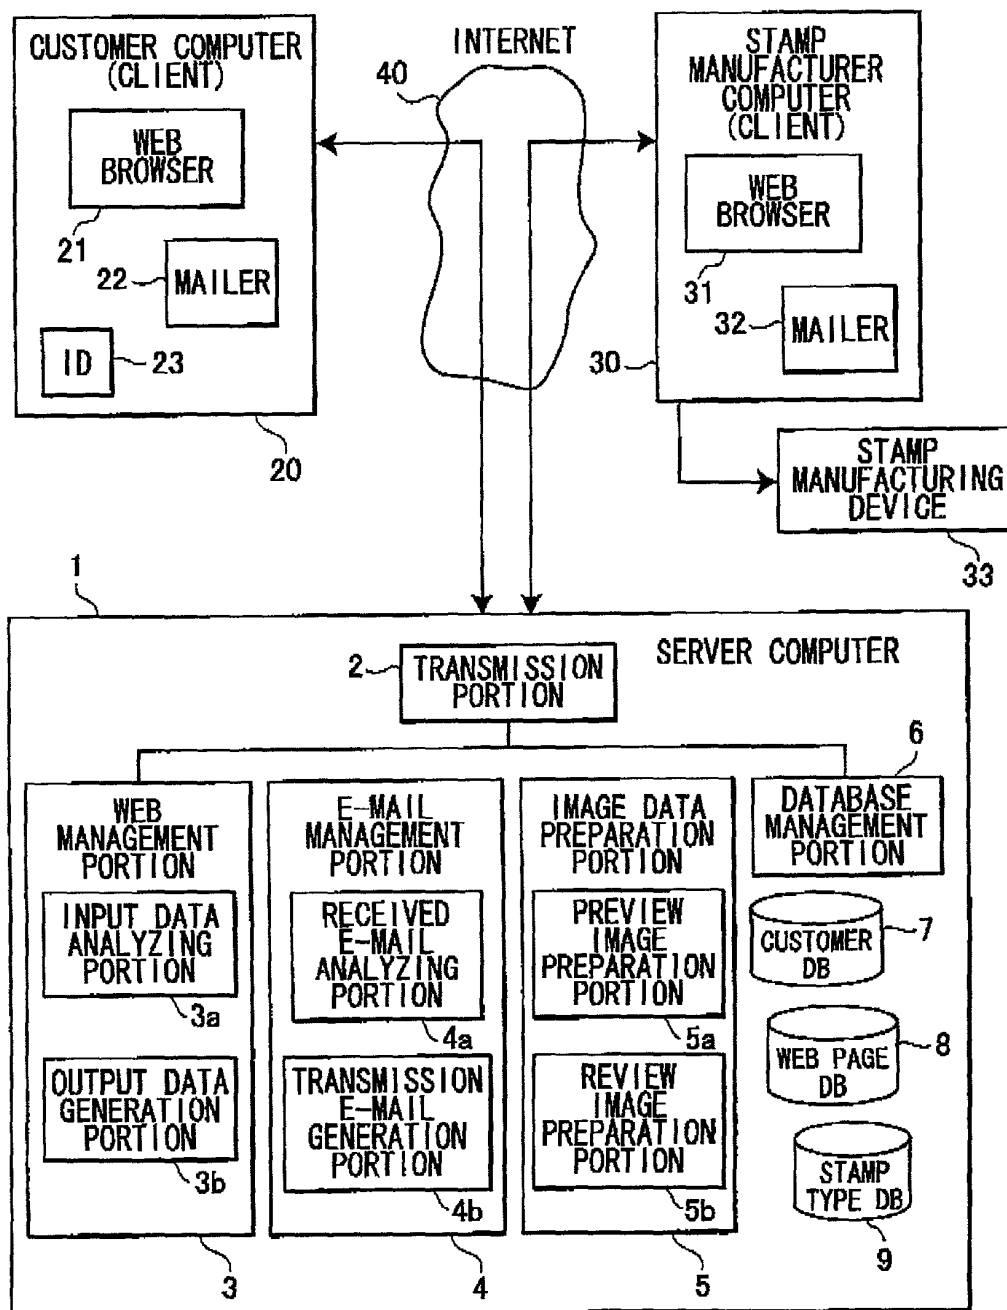 CUSTOMER COMPUTER
(CLIENT)
WEB
BROWSER
21
22
MAILER
ID
23
20
INTERNET
40
STAMP
MANUFACTURER
COMPUTER
(CLIENT)
WEB
BROWSER
31
32
MAILER
30
STAMP
MANUFACTURING
DEVICE
33
1
SERVER COMPUTER
2
TRANSMISSION
PORTION
WEB
MANAGEMENT
PORTION
INPUT DATA
ANALYZING
PORTION
3a
OUTPUT DATA
GENERATION
PORTION
3b
3
E-MAIL
MANAGEMENT
PORTION
RECEIVED
E-MAIL
ANALYZING
PORTION
4a
TRANSMISSION
E-MAIL
GENERATION
PORTION
4b
4
IMAGE DATA
PREPARATION
PORTION
PREVIEW
IMAGE
PREPARATION
PORTION
5a
REVIEW
IMAGE
PREPARATION
PORTION
5b
5
6
DATABASE
MANAGEMENT
PORTION
CUSTOMER
DB
7
WEB PAGE
DB
8
STAMP
TYPE DB
9